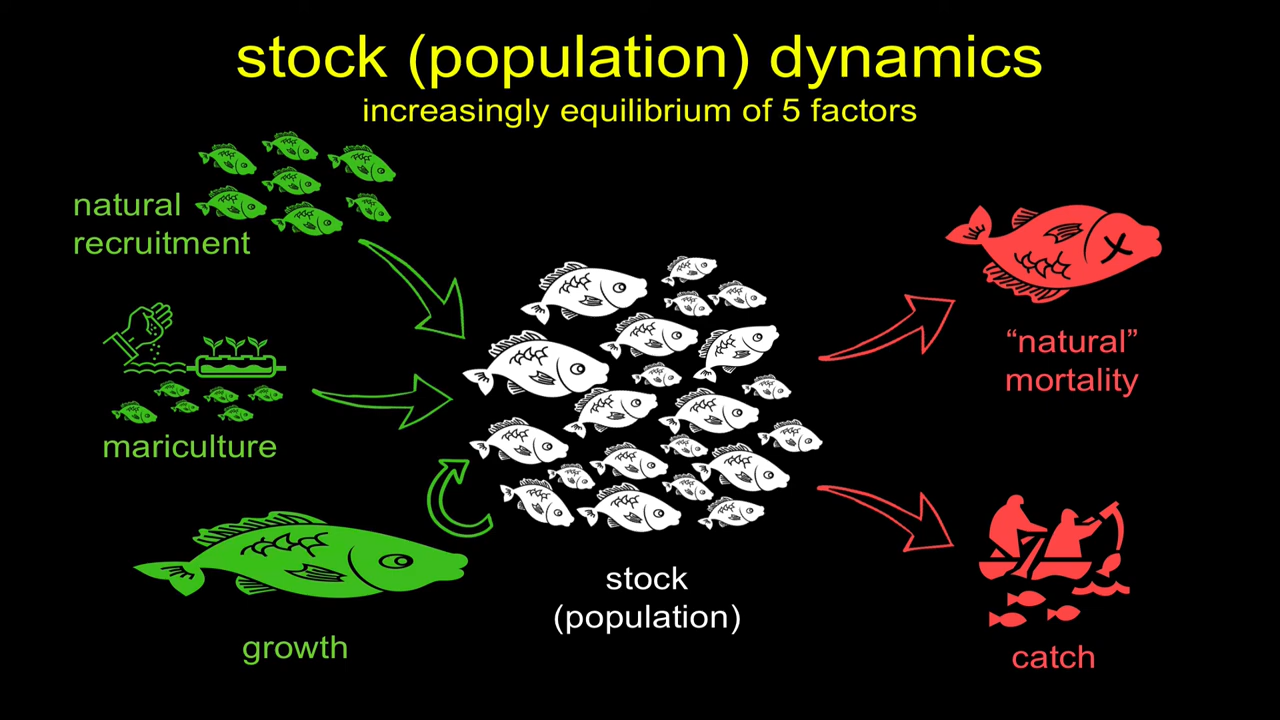 stock (population) dynamics
increasingly equilibrium of 5 factors
natural
recruitment
mariculture
growth
stock
(population)
“natural”
mortality
catch